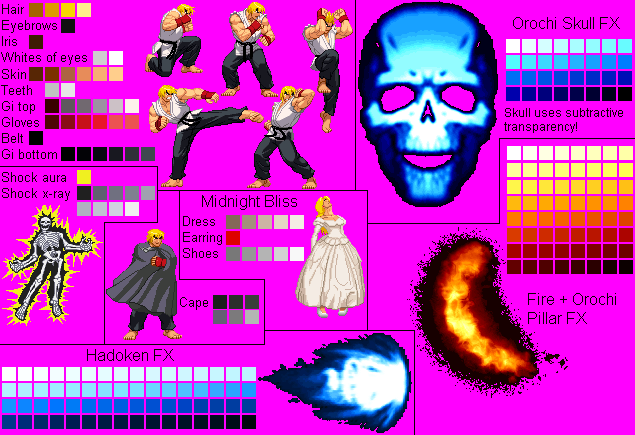 Hair
Eyebrows
Iris
Whites of eyes
Skin
Teeth
Gi top
Gloves
Belt
Gi bottom
Shock aura
Shock x-ray
Midnight Bliss
Dress
Earring
Shoes
Cape
Orochi Skull FX
Skull uses subtractive
transparency!
Fire + Orochi
Pillar FX
Hadoken FX